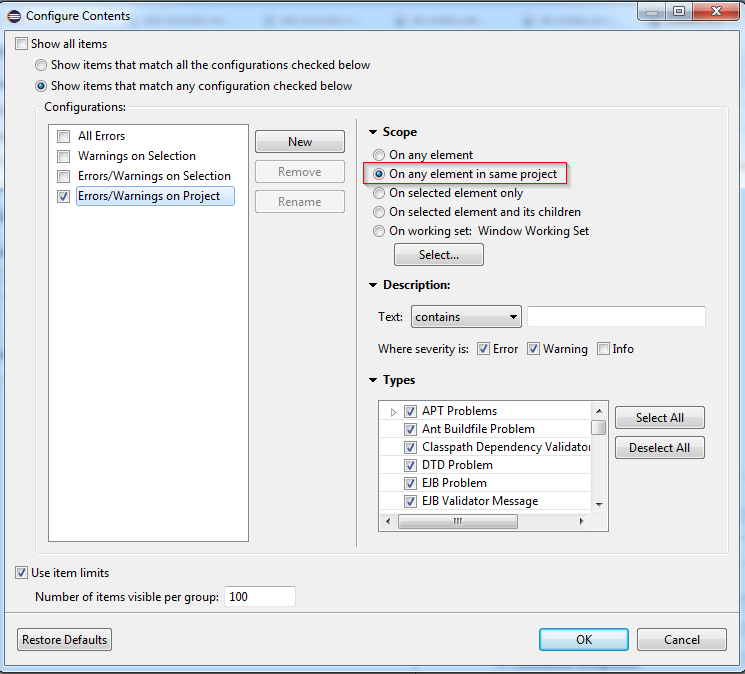 Configure Contents
Show all items
Show items that match all the configurations checked below
Show items that match any configuration checked below
Configurations:
All Errors
Warnings on Selection
Errors/Warnings on Selection
Errors/Warnings on Project
New
Remove
Rename
Scope
On any element
On any element in same project
On selected element only
On selected element and its children
On working set: Window Working Set
Select...
Description:
Text: contains
Where severity is: Error Warning Info
Types
APT Problems
Ant Buildfile Problem
Classpath Dependency Validator
DTD Problem
EJB Problem
EJB Validator Message
Select All
Deselect All
Use item limits
Number of items visible per group: 100
Restore Defaults
OK
Cancel